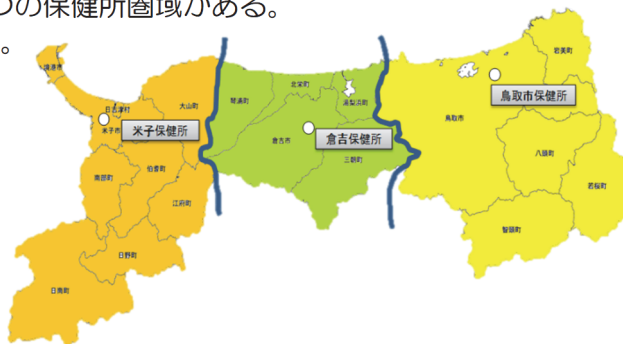 つの保健所圏域がある。
。
岩美町
境港市
北栄町
大山町
琴浦町
湯梨浜町
鳥取市保健所
日吉津村
鳥取市
米子市
米子保健所
倉吉保健所
倉吉市
三朝町
八頭町
伯耆町
南部町
若桜町
江府町
智頭町
日野町
日南町